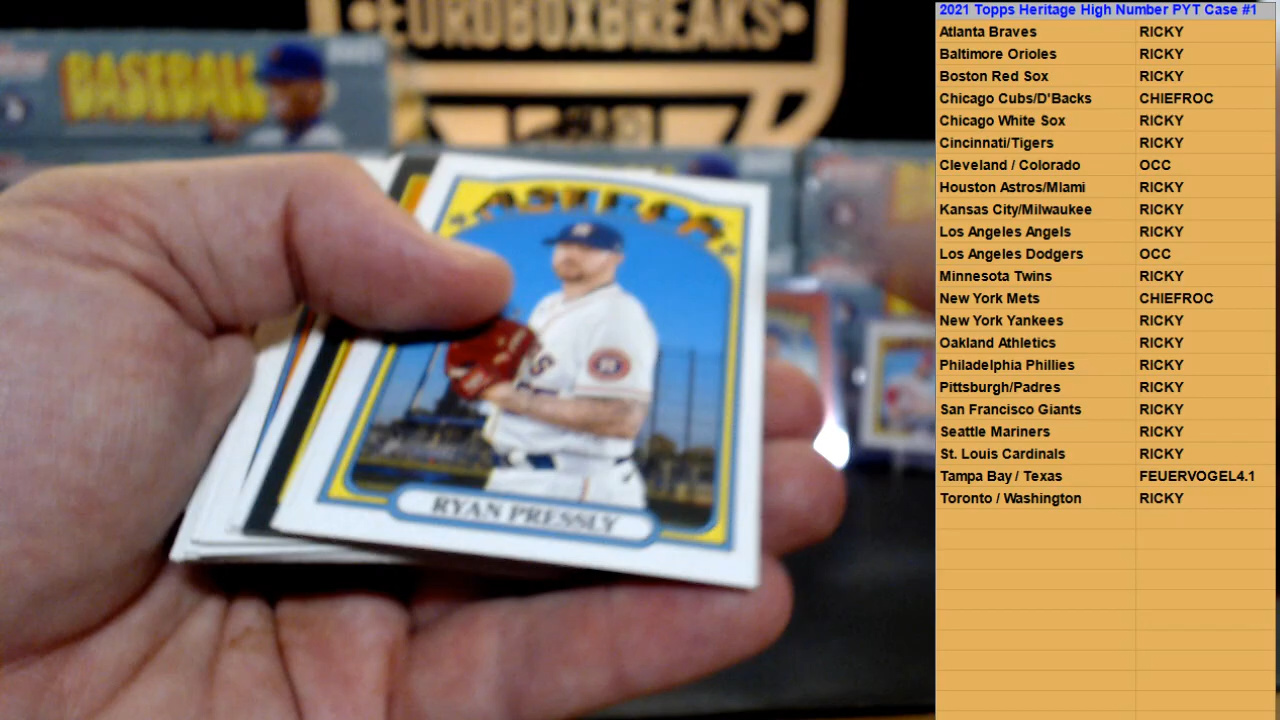 EUROBOXBREAKS
BASEBALL
ASTROS
RYAN PRESSLY
2021 Topps Heritage High Number PYT Case #1
Atlanta Braves RICKY
Baltimore Orioles RICKY
Boston Red Sox RICKY
Chicago Cubs/D'Backs CHIEFROC
Chicago White Sox RICKY
Cincinnati/Tigers RICKY
Cleveland / Colorado OCC
Houston Astros/MIami RICKY
Kansas City/Milwaukee RICKY
Los Angeles Angels RICKY
Los Angeles Dodgers OCC
Minnesota Twins RICKY
New York Mets CHIEFROC
New York Yankees RICKY
Oakland Athletics RICKY
Philadelphia Phillies RICKY
Pittsburgh/Padres RICKY
San Francisco Giants RICKY
Seattle Mariners RICKY
St. Louis Cardinals RICKY
Tampa Bay / Texas FEUERVOGEL4.1
Toronto / Washington RICKY